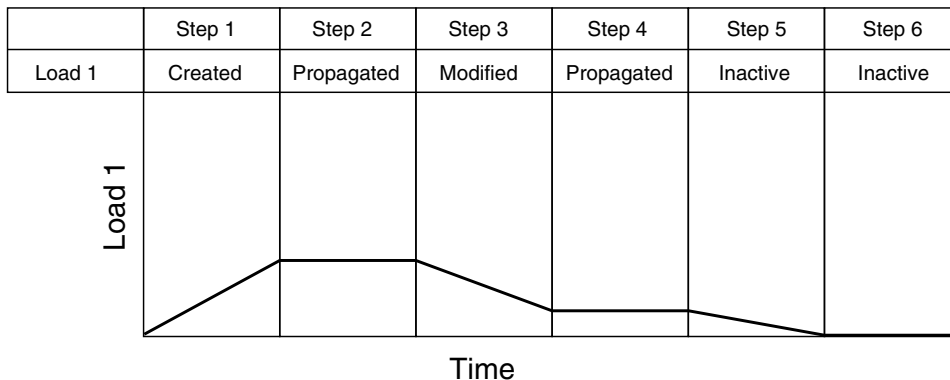 Step 1 Step 2 Step 3 Step 4 Step 5 Step 6
Load 1 Created Propagated Modified Propagated Inactive Inactive
Load 1
Time